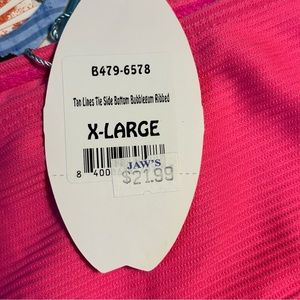 B479-6578
Tan Lines Tie Side Bottom Bubblegum Ribbed
X-LARGE
8 400
JAW'S
$21.99